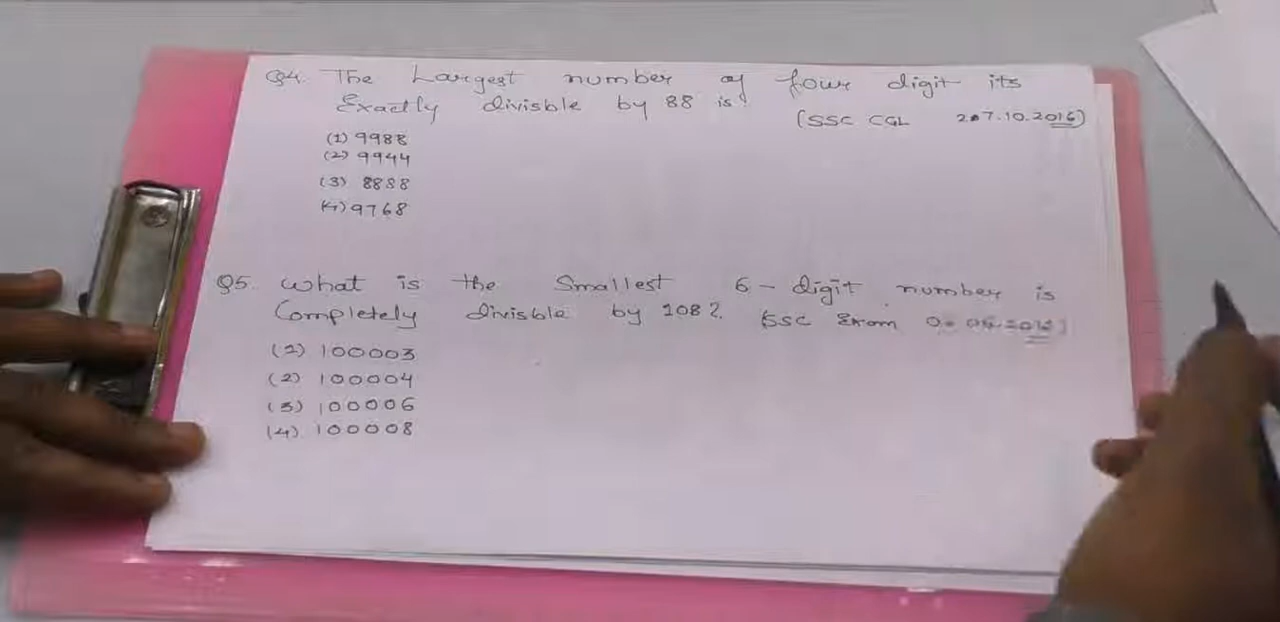 Q4. The Largest number of four digit its
Exactly divisble by 88 is?
(SSC CGL 27.10.2016)
(1) 9988
(2) 9944
(3) 8888
(4) 9768
Q5. What is the Smallest 6-digit number is
Completely divisble by 108? (SSC Exam
(1) 100003
(2) 100004
(3) 100006
(4) 100008